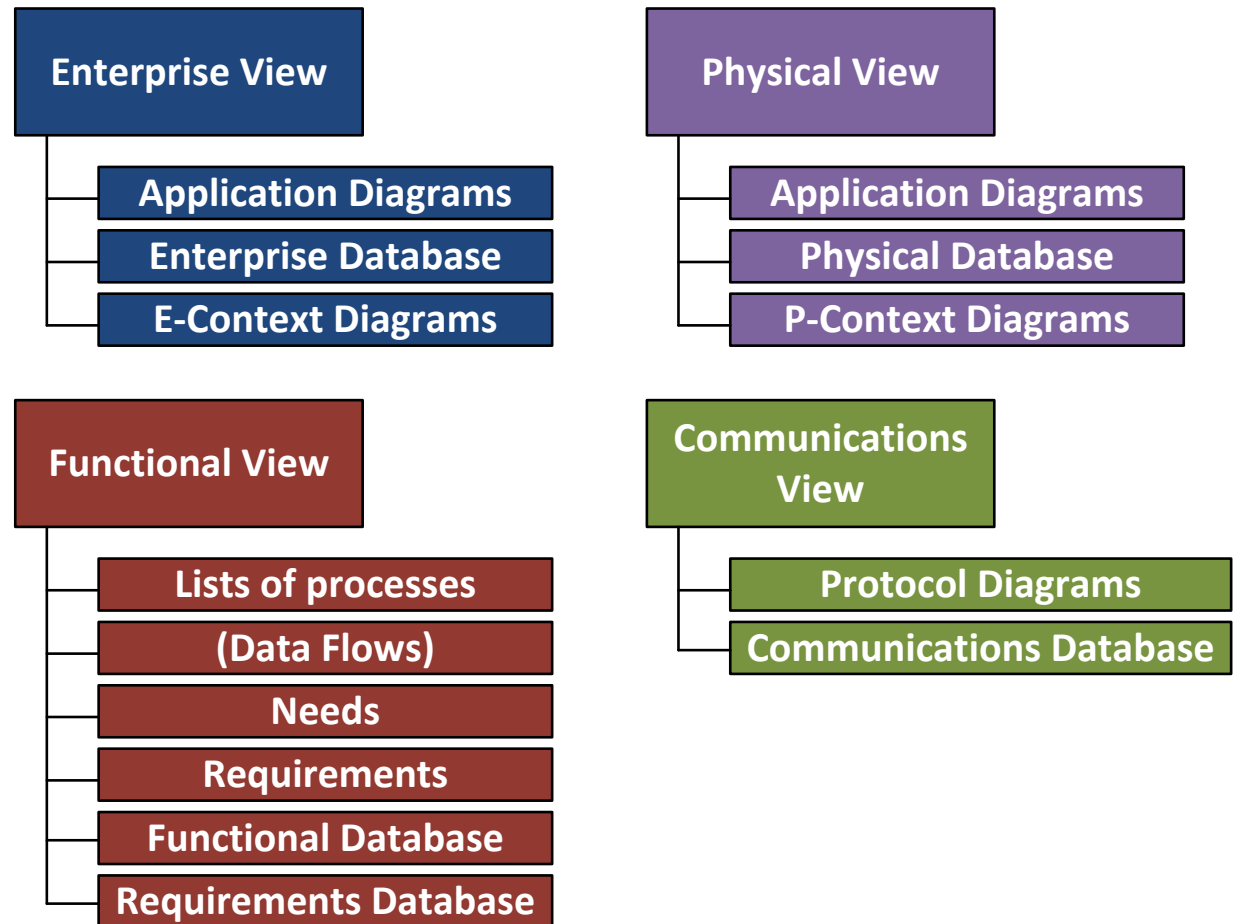 Enterprise View
Application Diagrams
Enterprise Database
E-Context Diagrams
Physical View
Application Diagrams
Physical Database
P-Context Diagrams
Functional View
Lists of processes
(Data Flows)
Needs
Requirements
Functional Database
Requirements Database
Communications
View
Protocol Diagrams
Communications Database